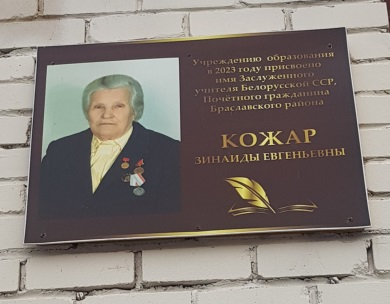 Учреждению образования
в 2023 году присвоено
имя Заслуженного
учителя Белорусской ССР,
Почётного гражданина
Браславского района
КОЖАР
ЗИНАИДЫ ЕВГЕНЬЕВНЫ